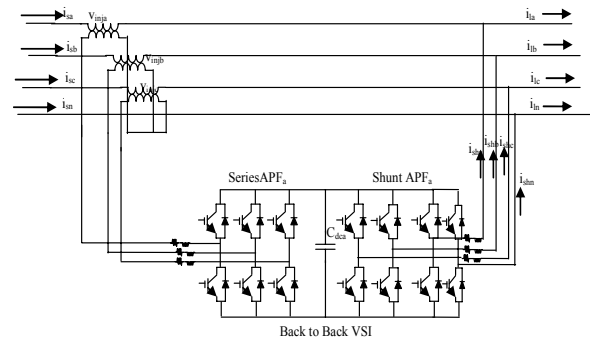 i_sa
v_inja
i_la
i_sb
v_injb
i_lb
i_sc
i_lc
i_sn
i_ln
i_shb
i_shc
i_shn
SeriesAPF_a
Shunt APF_a
C_dca
Back to Back VSI